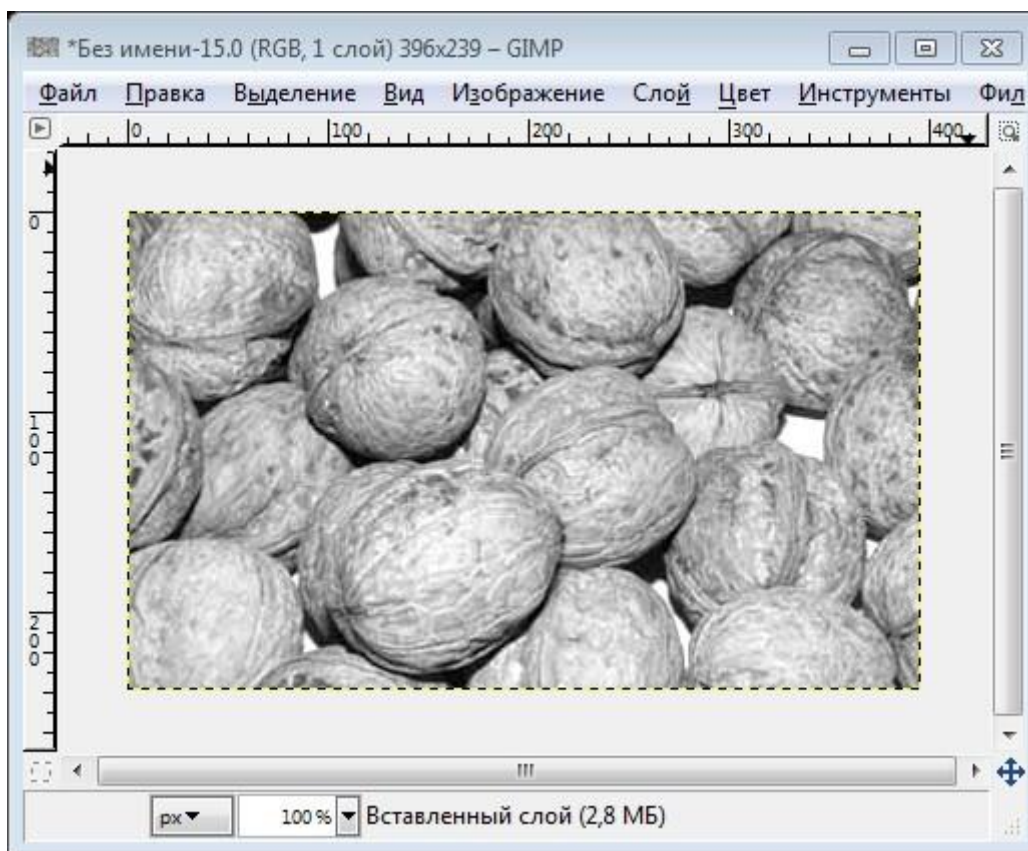 *Без имени-15.0 (RGB, 1 слой) 396x239 – GIMP
Файл Правка Выделение Вид Изображение Слой Цвет Инструменты Фил
0 100 200 300 400
0
100
200
px 100 % Вставленный слой (2,8 МБ)